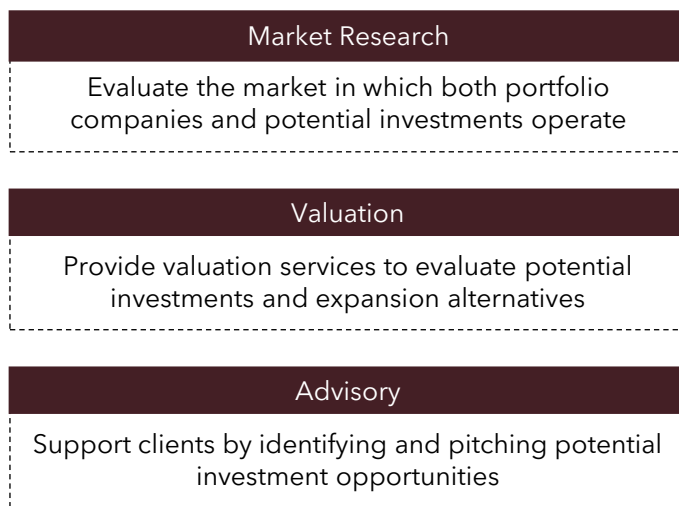 Market Research
Evaluate the market in which both portfolio
companies and potential investments operate
Valuation
Provide valuation services to evaluate potential
investments and expansion alternatives
Advisory
Support clients by identifying and pitching potential
investment opportunities